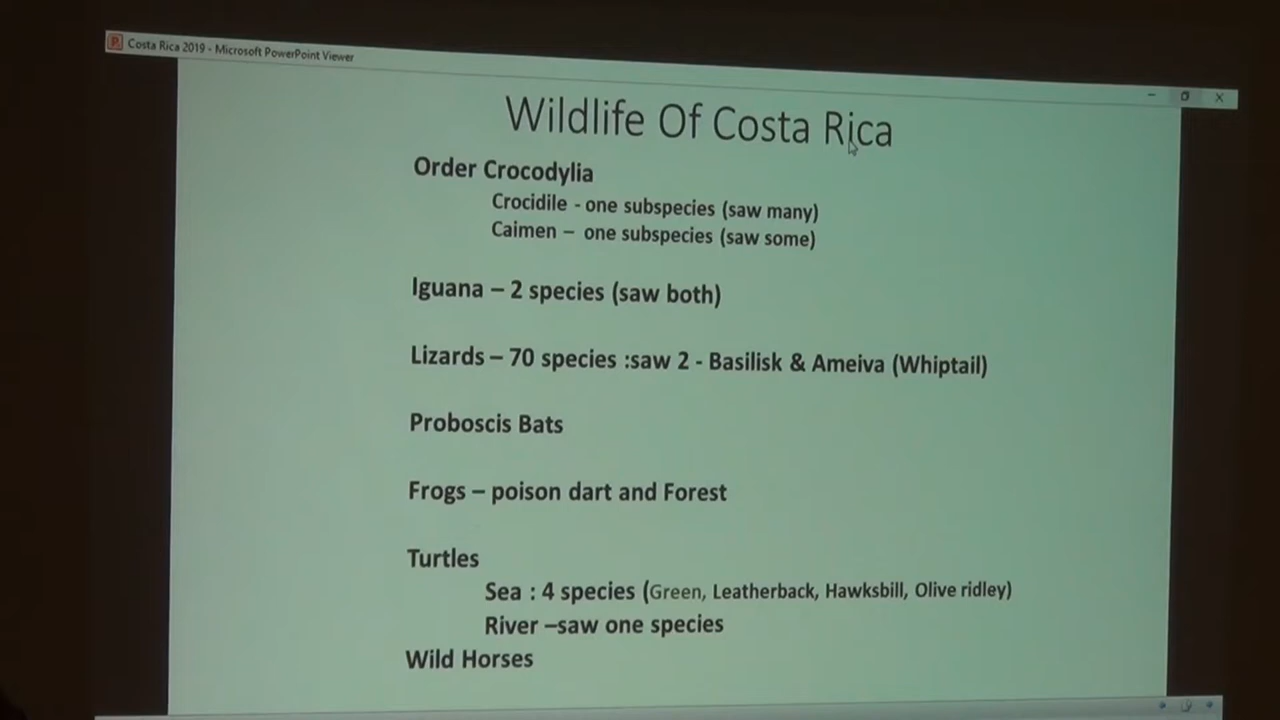 Costa Rica 2019 - Microsoft PowerPoint Viewer
Wildlife Of Costa Rica
Order Crocodylia
Crocidile - one subspecies (saw many)
Caimen – one subspecies (saw some)
Iguana – 2 species (saw both)
Lizards – 70 species :saw 2 - Basilisk & Ameiva (Whiptail)
Proboscis Bats
Frogs – poison dart and Forest
Turtles
Sea : 4 species (Green, Leatherback, Hawksbill, Olive ridley)
River –saw one species
Wild Horses